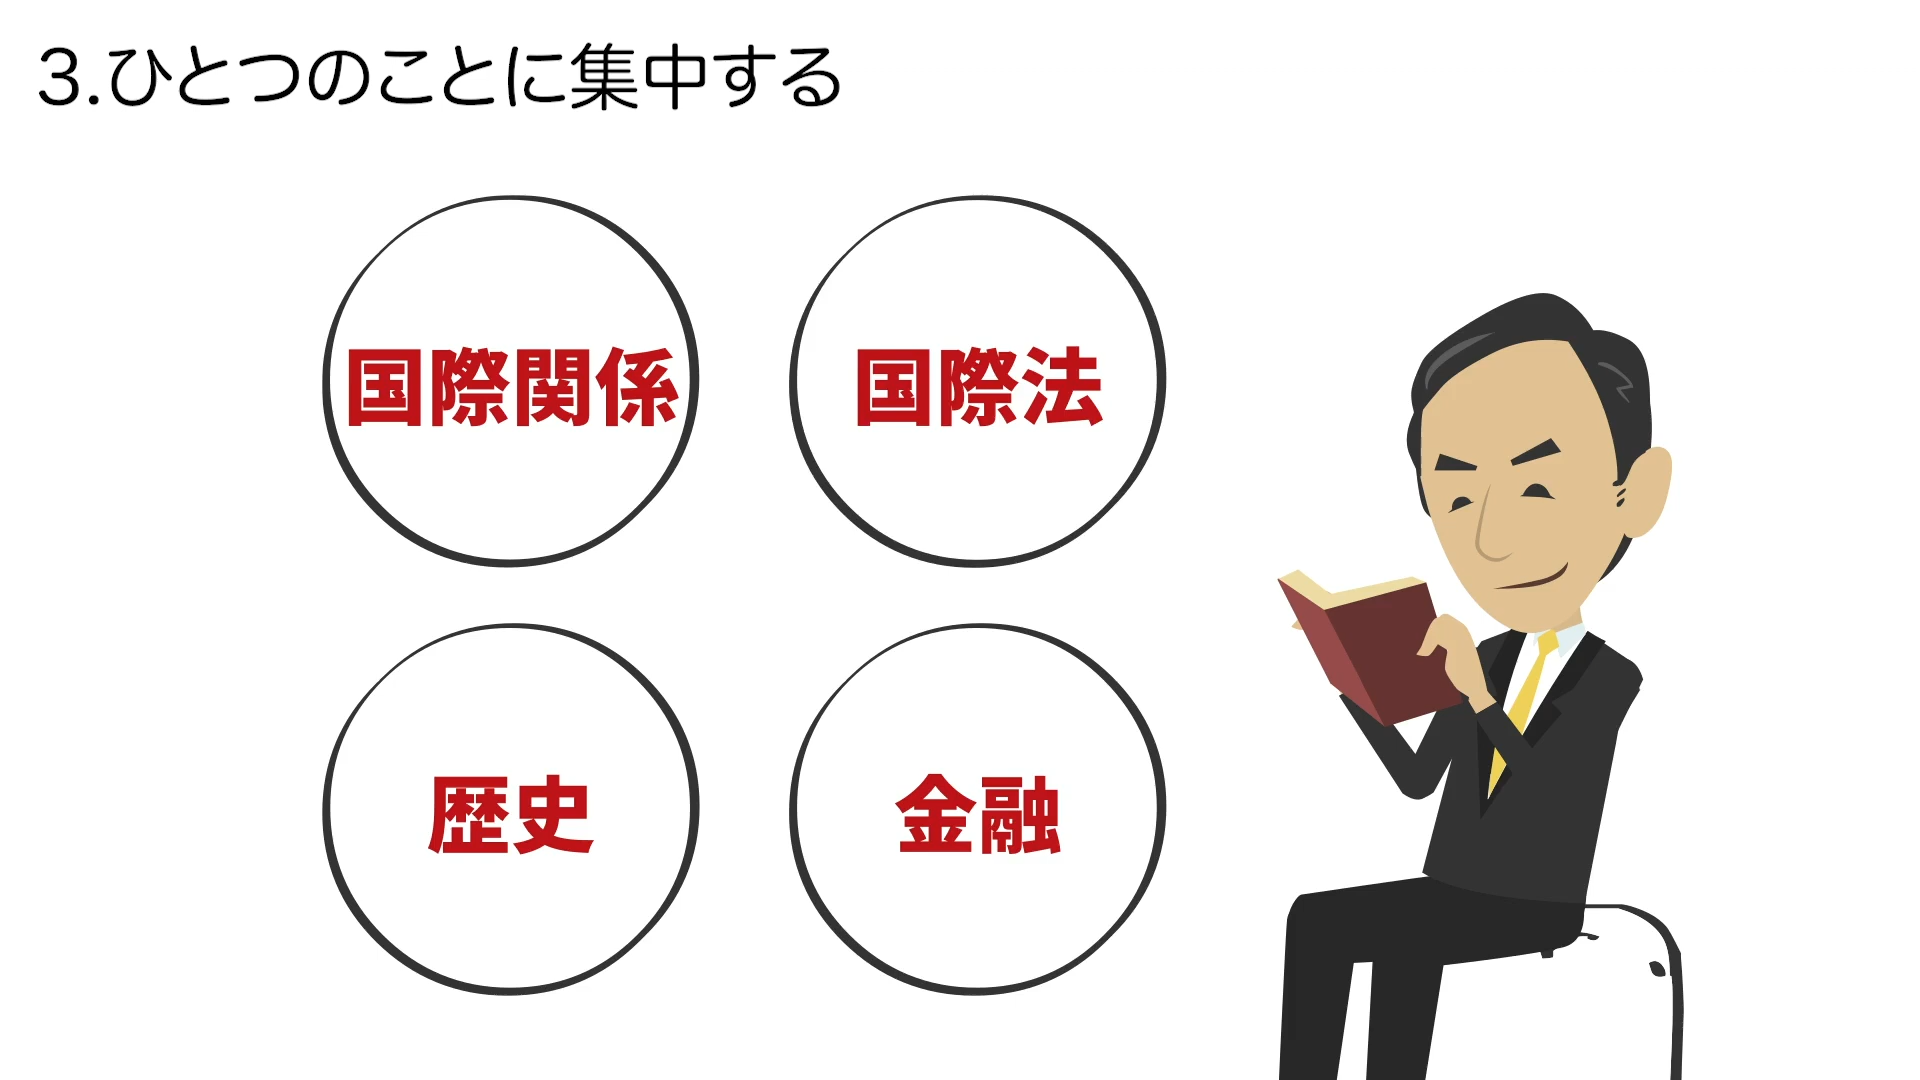 3.ひとつのことに集中する
国際関係
国際法
歴史
金融